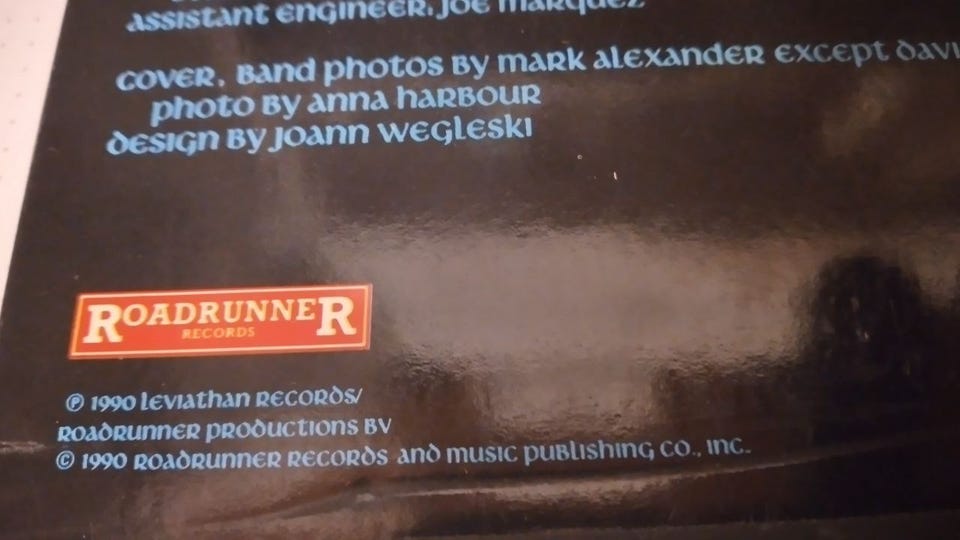 assistant engineer, Joe Marquez
cover, Band photos by Mark Alexander except Davi
photo by Anna Harbour
design by Joann Wegleski
ROADRUNNER
RECORDS
℗ 1990 Leviathan Records/
Roadrunner Productions BV
© 1990 Roadrunner Records and Music Publishing Co., Inc.